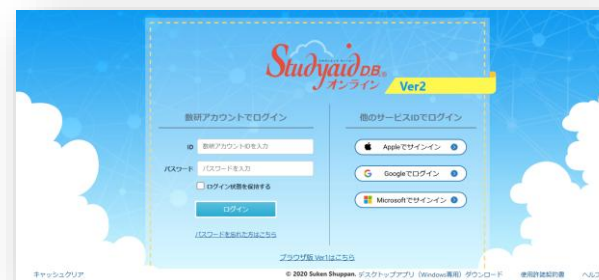 Studyaid DB.
オンライン
Ver2
数研アカウントでログイン
ID 数研アカウントIDを入力
パスワード パスワードを入力
ログイン状態を保持する
ログイン
パスワードを忘れた方はこちら
他のサービスIDでログイン
Appleでサインイン
Googleでログイン
Microsoftでサインイン
ブラウザ版 Ver1はこちら
キャッシュクリア
© 2020 Suken Shuppan.
デスクトップアプリ（Windows専用）ダウンロード
使用許諾契約書
ヘルプ